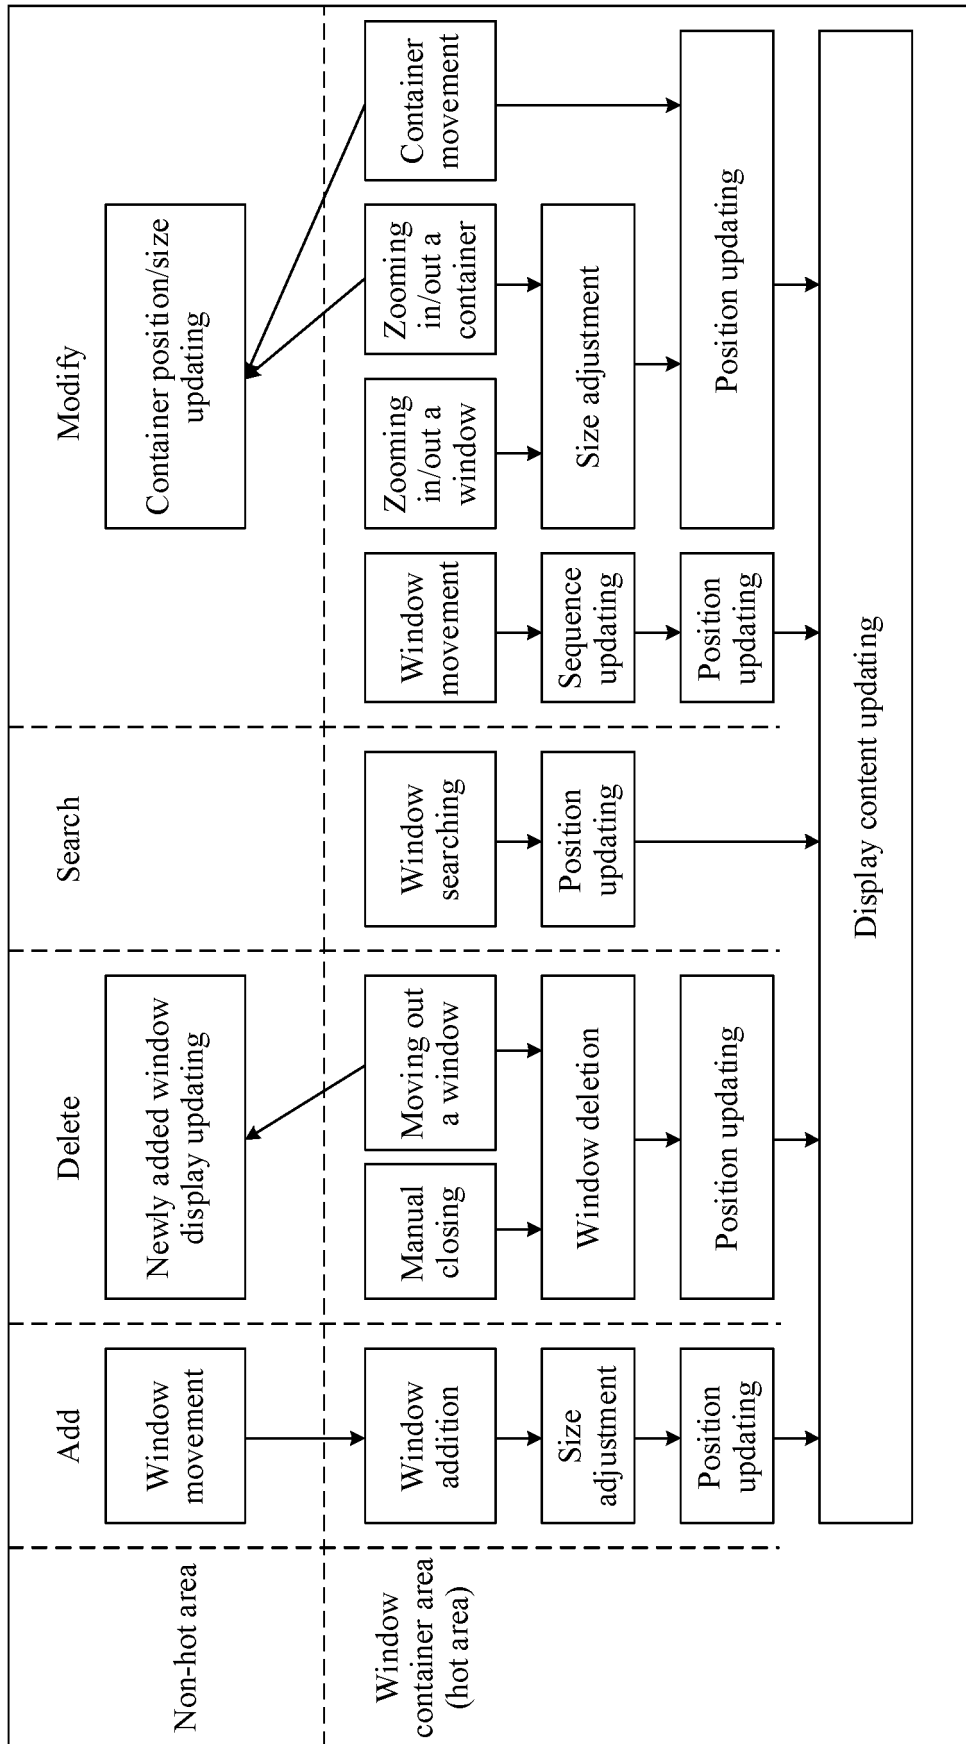 Add
Delete
Search
Modify
Non-hot area
Window
movement
Newly added window
display updating
Container position/size
updating
Window
container area
(hot area)
Window
addition
Manual
closing
Moving out
a window
Window
searching
Window
movement
Zooming
in/out a
window
Zooming
in/out a
container
Container
movement
Size
adjustment
Window deletion
Position
updating
Sequence
updating
Size adjustment
Position
updating
Position updating
Position
updating
Position updating
Display content updating